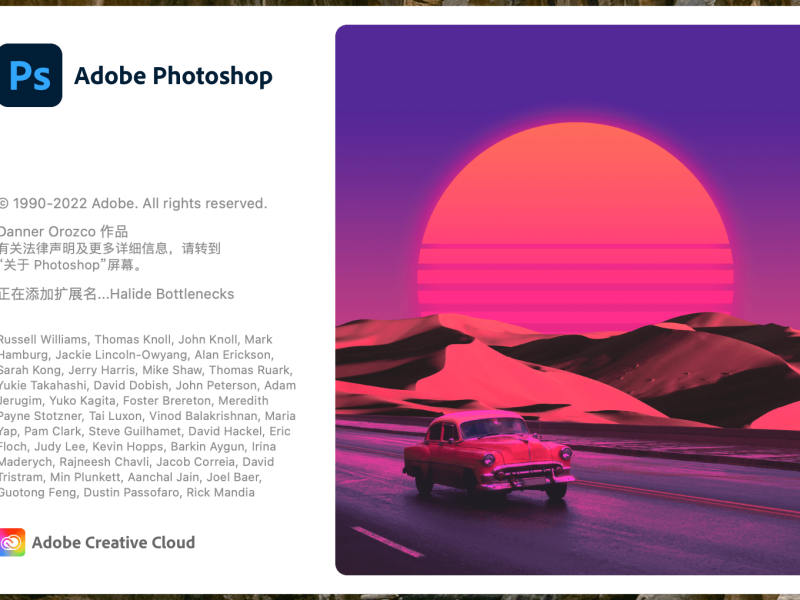 Ps Adobe Photoshop
© 1990-2022 Adobe. All rights reserved.
Danner Orozco 作品
有关法律声明及更多详细信息，请转到
“关于 Photoshop”屏幕。
正在添加扩展名...Halide Bottlenecks
Russell Williams, Thomas Knoll, John Knoll, Mark
Hamburg, Jackie Lincoln-Owyang, Alan Erickson,
Sarah Kong, Jerry Harris, Mike Shaw, Thomas Ruark,
Yukie Takahashi, David Dobish, John Peterson, Adam
Jerugim, Yuko Kagita, Foster Brereton, Meredith
Payne Stotzner, Tai Luxon, Vinod Balakrishnan, Maria
Yap, Pam Clark, Steve Guilhamet, David Hackel, Eric
Floch, Judy Lee, Kevin Hopps, Barkin Aygun, Irina
Maderych, Rajneesh Chavli, Jacob Correia, David
Tristram, Min Plunkett, Aanchal Jain, Joel Baer,
Guotong Feng, Dustin Passofaro, Rick Mandia
Adobe Creative Cloud